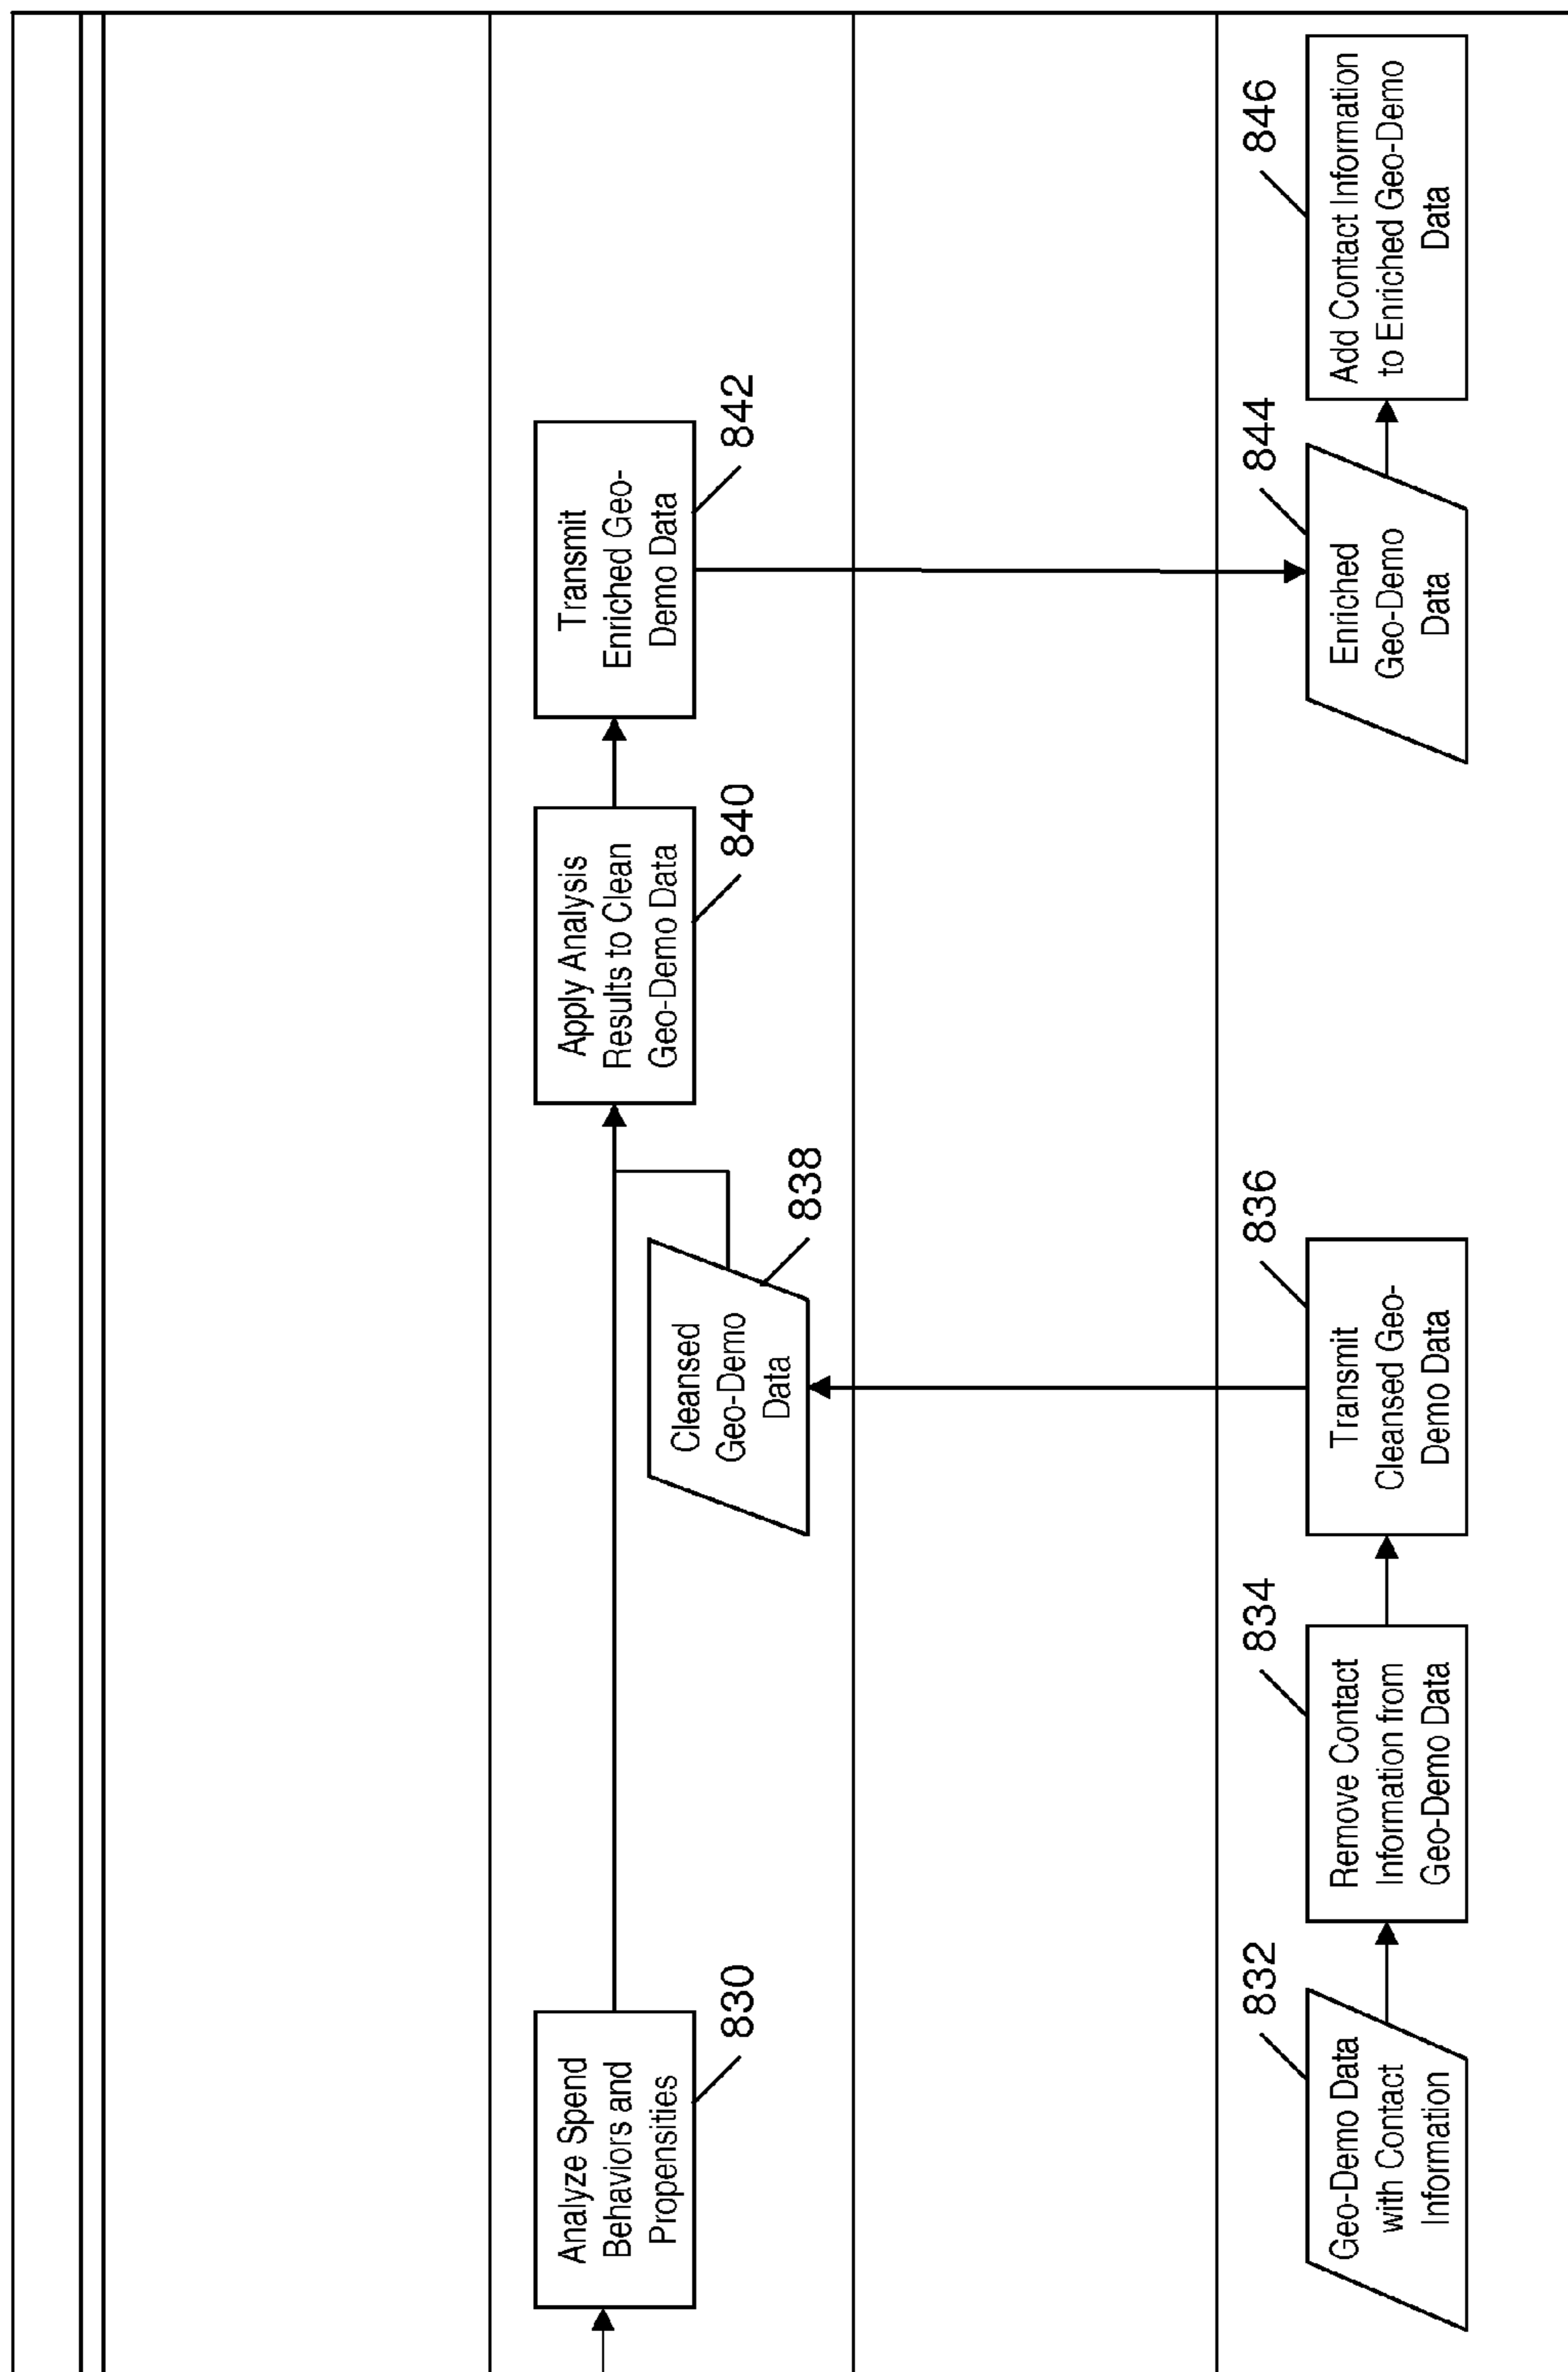 Analyze Spend
Behaviors and
Propensities
830
Cleansed
Geo-Demo
Data
838
Apply Analysis
Results to Clean
Geo-Demo Data
840
Transmit
Enriched Geo-
Demo Data
842
832
Geo-Demo Data
with Contact
Information
834
Remove Contact
Information from
Geo-Demo Data
836
Transmit
Cleansed Geo-
Demo Data
844
Enriched
Geo-Demo
Data
846
Add Contact Information
to Enriched Geo-Demo
Data